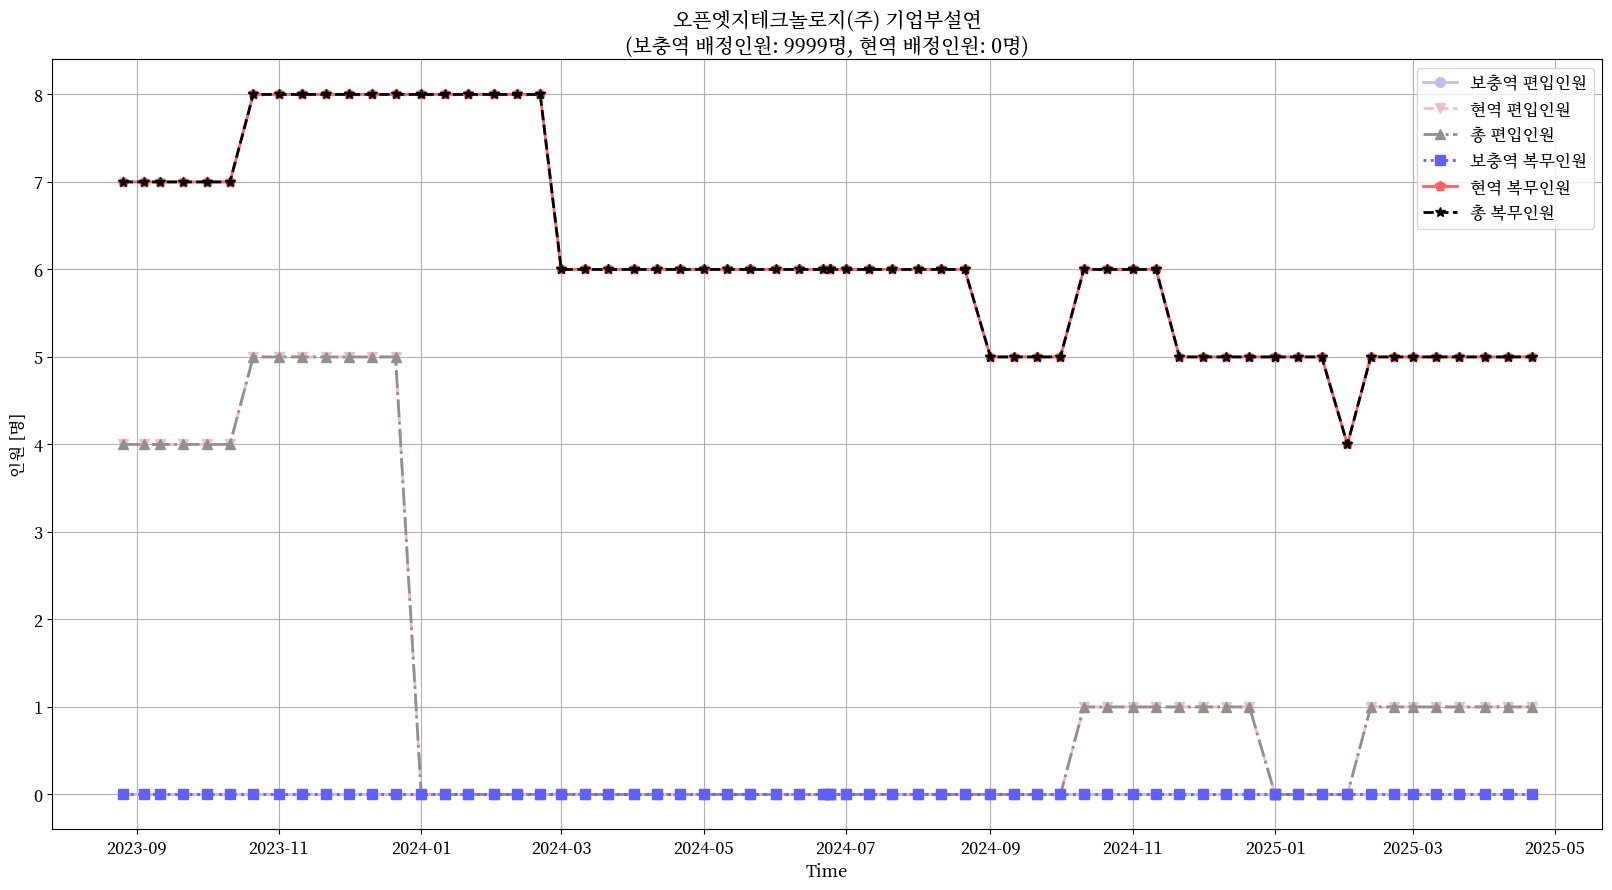 오픈엣지테크놀로지(주) 기업부설연
(보충역 배정인원: 9999명, 현역 배정인원: 0명)
보충역 편입인원
현역 편입인원
총 편입인원
보충역 복무인원
현역 복무인원
총 복무인원
인원 [명]
8
7
6
5
4
3
2
1
0
2023-09 2023-11 2024-01 2024-03 2024-05 2024-07 2024-09 2024-11 2025-01 2025-03 2025-05
Time